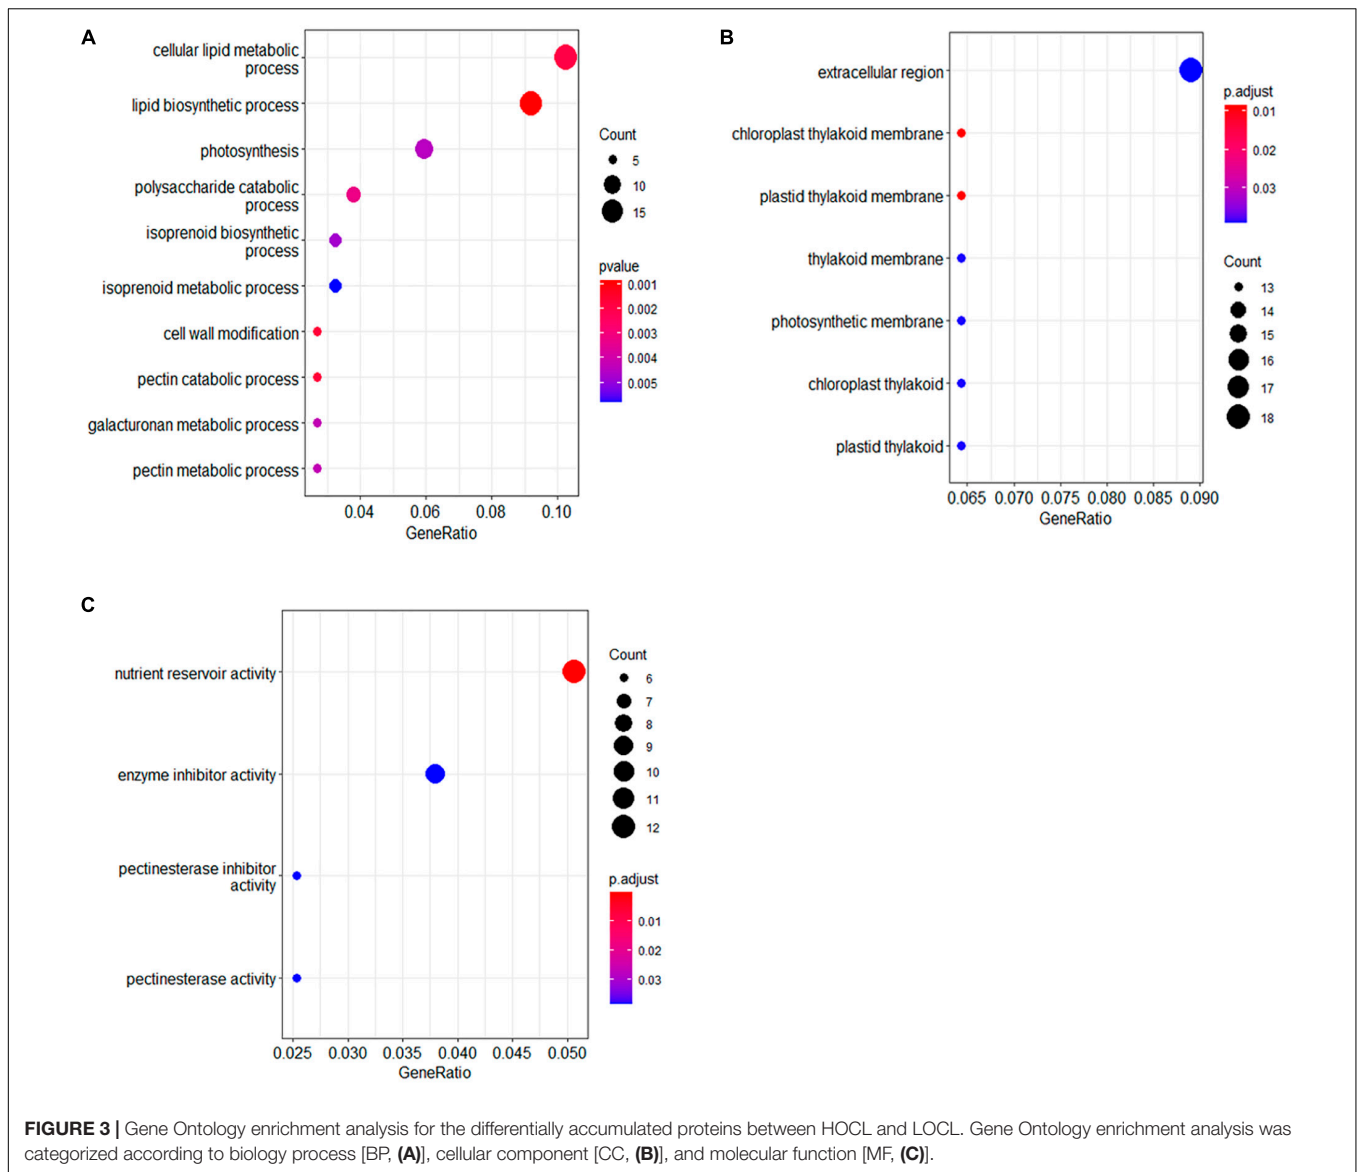 A
cellular lipid metabolic
process
lipid biosynthetic process
photosynthesis
polysaccharide catabolic
process
isoprenoid biosynthetic
process
isoprenoid metabolic process
cell wall modification
pectin catabolic process
galacturonan metabolic process
pectin metabolic process
0.04 0.06 0.08 0.10
GeneRatio
Count
5
10
15
pvalue
0.001
0.002
0.003
0.004
0.005
B
extracellular region
chloroplast thylakoid membrane
plastid thylakoid membrane
thylakoid membrane
photosynthetic membrane
chloroplast thylakoid
plastid thylakoid
0.065 0.070 0.075 0.080 0.085 0.090
GeneRatio
p.adjust
0.01
0.02
0.03
Count
13
14
15
16
17
18
C
nutrient reservoir activity
enzyme inhibitor activity
pectinesterase inhibitor
activity
pectinesterase activity
0.025 0.030 0.035 0.040 0.045 0.050
GeneRatio
Count
6
7
8
9
10
11
12
p.adjust
0.01
0.02
0.03
FIGURE 3 | Gene Ontology enrichment analysis for the differentially accumulated proteins between HOCL and LOCL. Gene Ontology enrichment analysis was
categorized according to biology process [BP, (A)], cellular component [CC, (B)], and molecular function [MF, (C)].